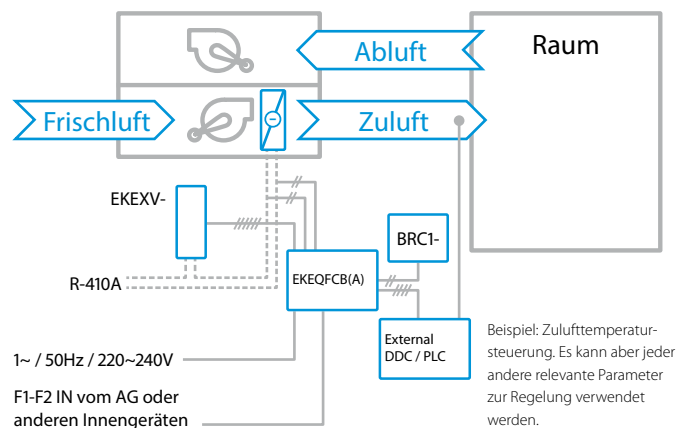 Abluft
Raum
Frischluft
Zuluft
EKEXV-
BRC1-
R-410A
EKEQFCB(A)
External
DDC / PLC
Beispiel: Zulufttemperatur-
steuerung. Es kann aber jeder
andere relevante Parameter
zur Regelung verwendet
werden.
1~ / 50Hz / 220~240V
F1-F2 IN vom AG oder
anderen Innengeräten